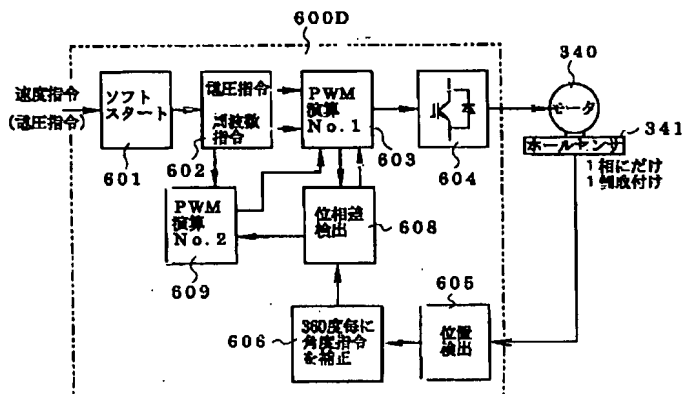 600D
速度指令
(電圧指令)
ソフト
スタート
601
電圧指令
周波数
指令
602
PWM
演算
No.1
603
604
340
モータ
341
ホールセンサ
1相にだけ
1個取付け
PWM
演算
No.2
609
位相差
検出
608
606
360度毎に
角度指令
を補正
605
位置
検出